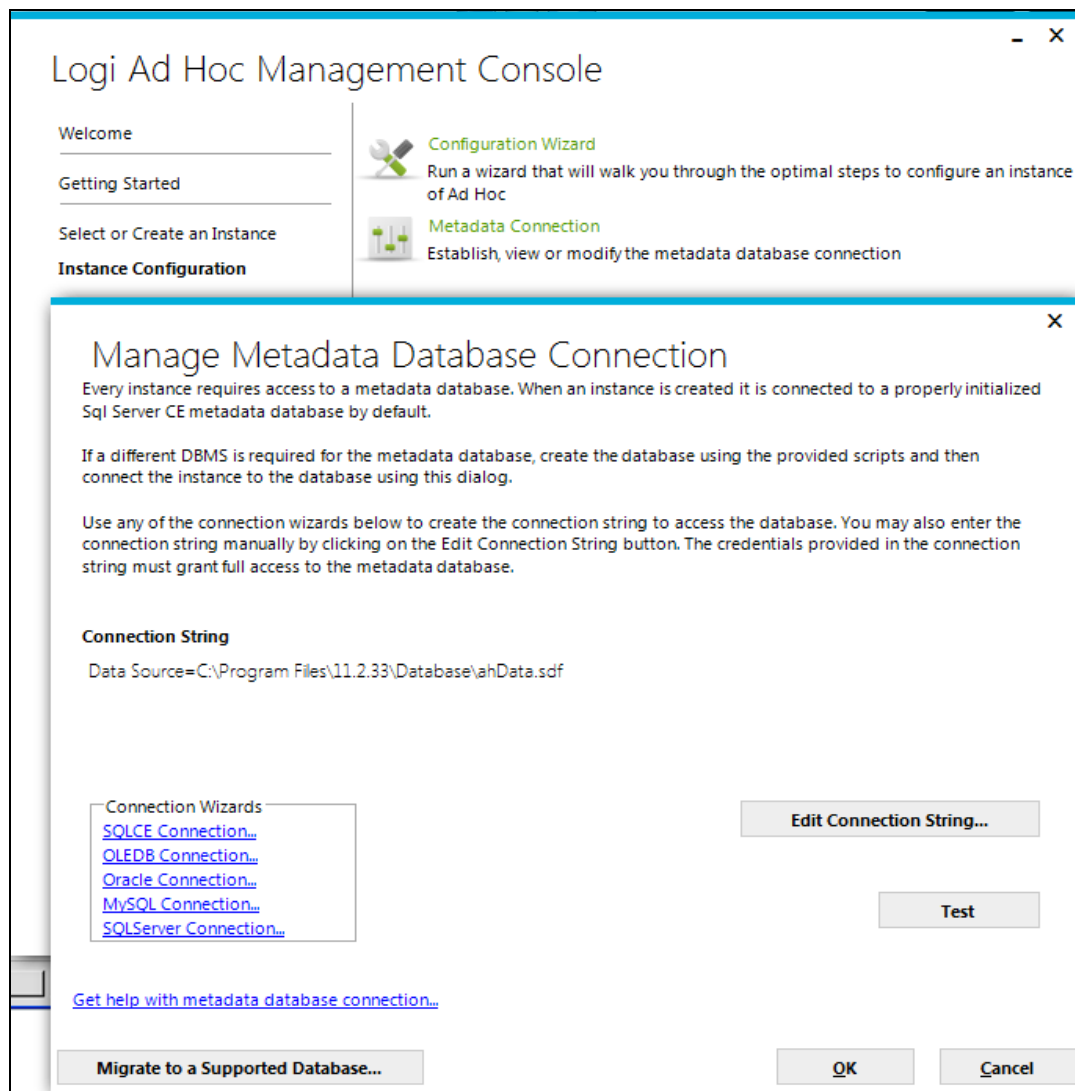 Logi Ad Hoc Management Console
Welcome
Getting Started
Select or Create an Instance
Instance Configuration
Configuration Wizard
Run a wizard that will walk you through the optimal steps to configure an instance
of Ad Hoc
Metadata Connection
Establish, view or modify the metadata database connection
Manage Metadata Database Connection
Every instance requires access to a metadata database. When an instance is created it is connected to a properly initialized
Sql Server CE metadata database by default.
If a different DBMS is required for the metadata database, create the database using the provided scripts and then
connect the instance to the database using this dialog.
Use any of the connection wizards below to create the connection string to access the database. You may also enter the
connection string manually by clicking on the Edit Connection String button. The credentials provided in the connection
string must grant full access to the metadata database.
Connection String
Data Source=C:\Program Files\11.2.33\Database\ahData.sdf
Connection Wizards
SQLCE Connection...
OLEDB Connection...
Oracle Connection...
MySQL Connection...
SQLServer Connection...
Edit Connection String...
Test
Get help with metadata database connection...
Migrate to a Supported Database...
OK
Cancel